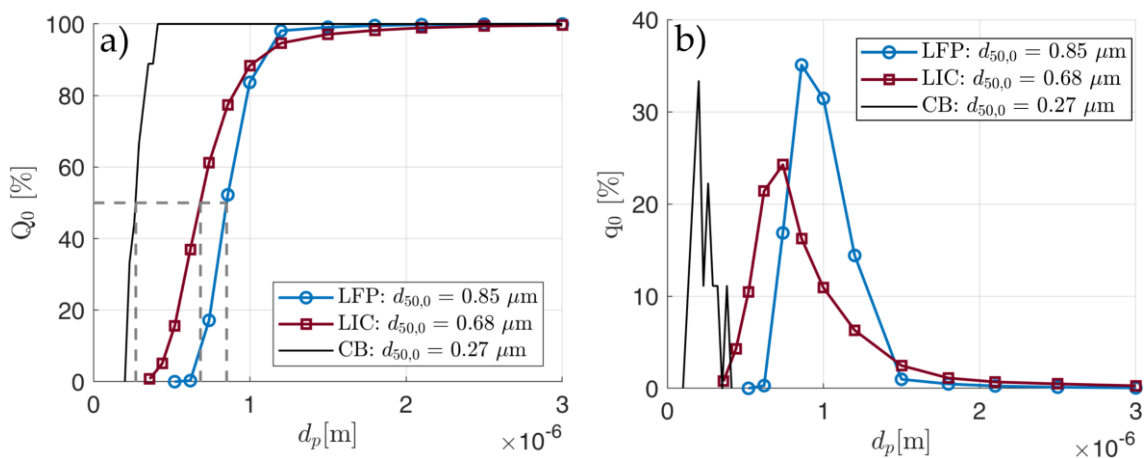 a)
Q₀ [%]
100
80
60
40
20
0
LFP: d₅₀,₀ = 0.85 μm
LIC: d₅₀,₀ = 0.68 μm
CB: d₅₀,₀ = 0.27 μm
0 1 2 3
dₚ[m]
×10⁻⁶
b)
q₀ [%]
40
30
20
10
0
LFP: d₅₀,₀ = 0.85 μm
LIC: d₅₀,₀ = 0.68 μm
CB: d₅₀,₀ = 0.27 μm
0 1 2 3
dₚ[m]
×10⁻⁶